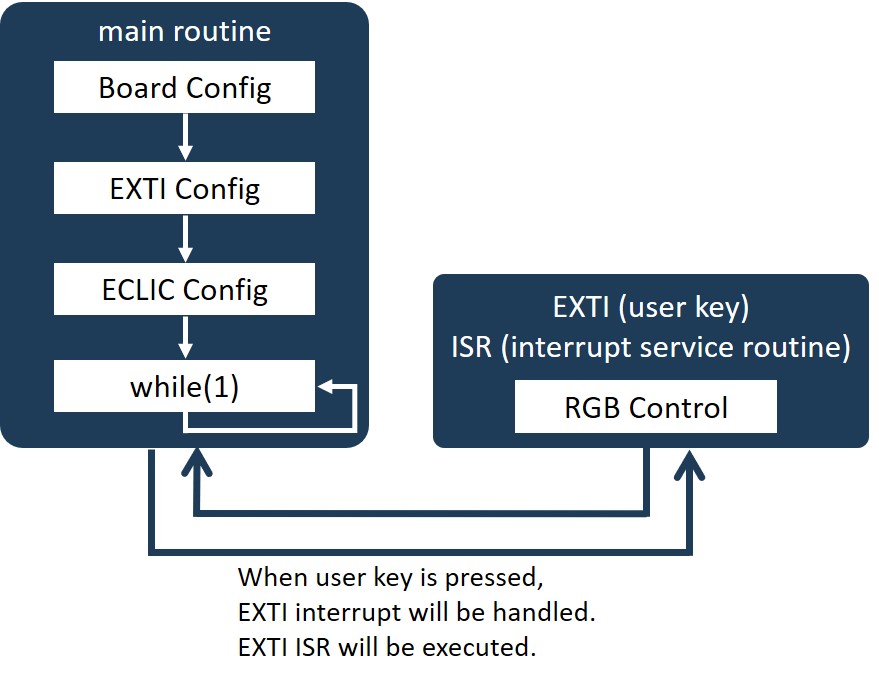 main routine
Board Config
EXTI Config
ECLIC Config
while(1)
EXTI (user key)
ISR (interrupt service routine)
RGB Control
When user key is pressed,
EXTI interrupt will be handled.
EXTI ISR will be executed.